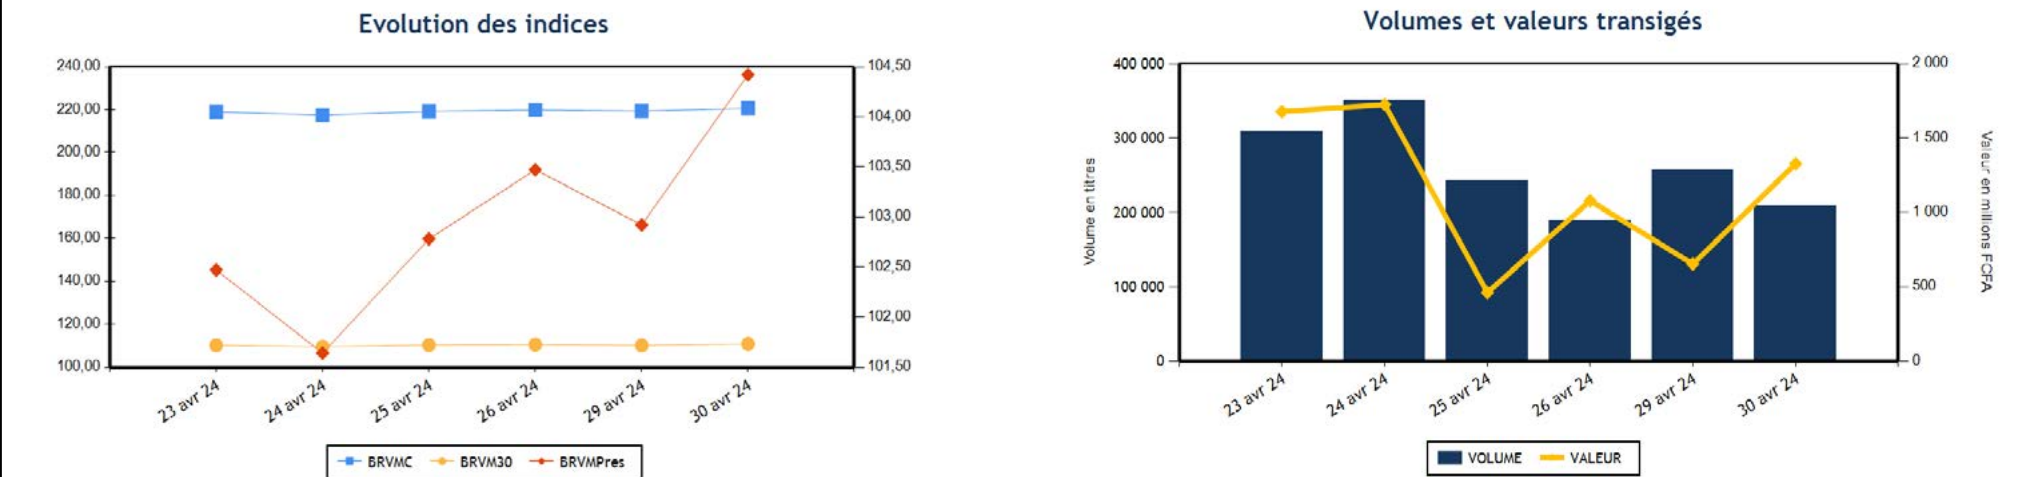 Evolution des indices
240,00
220,00
200,00
180,00
160,00
140,00
120,00
100,00
104,50
104,00
103,50
103,00
102,50
102,00
101,50
23 avr 24
24 avr 24
25 avr 24
26 avr 24
29 avr 24
30 avr 24
BRVMC BRVM30 BRVMPres
Volumes et valeurs transigés
Volume en titres
400 000
300 000
200 000
100 000
0
2 000
1 500
1 000
500
0
Valeur en millions FCFA
23 avr 24
24 avr 24
25 avr 24
26 avr 24
29 avr 24
30 avr 24
VOLUME VALEUR